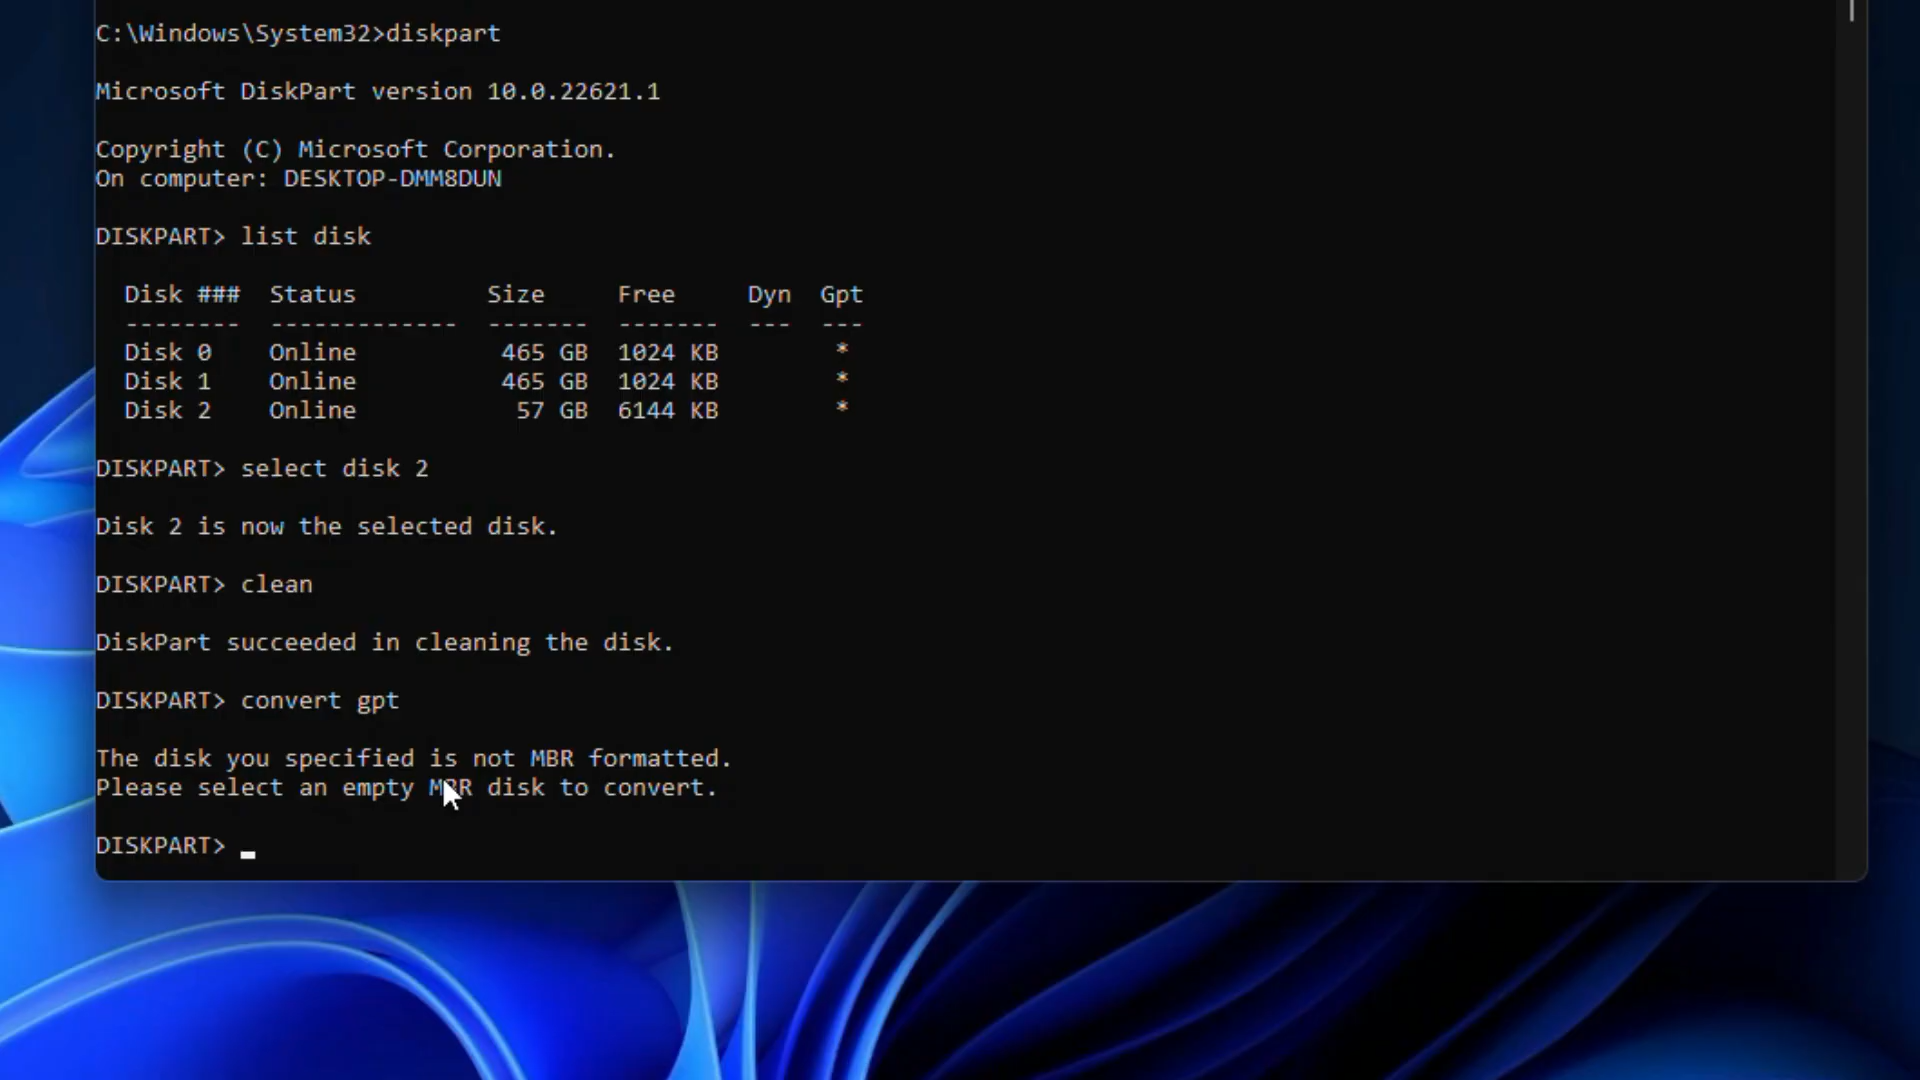 C:\Windows\System32>diskpart
Microsoft DiskPart version 10.0.22621.1
Copyright (C) Microsoft Corporation.
On computer: DESKTOP-DMM8DUN
DISKPART> list disk
Disk ###  Status         Size     Free     Dyn  Gpt
--------  -------------  -------  -------  ---  ---
Disk 0    Online          465 GB  1024 KB        *
Disk 1    Online          465 GB  1024 KB        *
Disk 2    Online           57 GB  6144 KB        *
DISKPART> select disk 2
Disk 2 is now the selected disk.
DISKPART> clean
DiskPart succeeded in cleaning the disk.
DISKPART> convert gpt
The disk you specified is not MBR formatted.
Please select an empty MBR disk to convert.
DISKPART> _